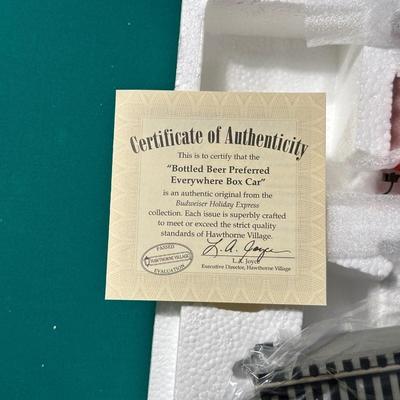 Certificate of Authenticity
This is to certify that the
"Bottled Beer Preferred
Everywhere Box Car"
is an authentic original from the
Budweiser Holiday Express
collection. Each issue is superbly crafted
to meet or exceed the strict quality
standards of Hawthorne Village.
PASSED
HAWTHORNE VILLAGE
EVALUATION
L. A. Joyce
L.A. Joyce
Executive Director, Hawthorne Village